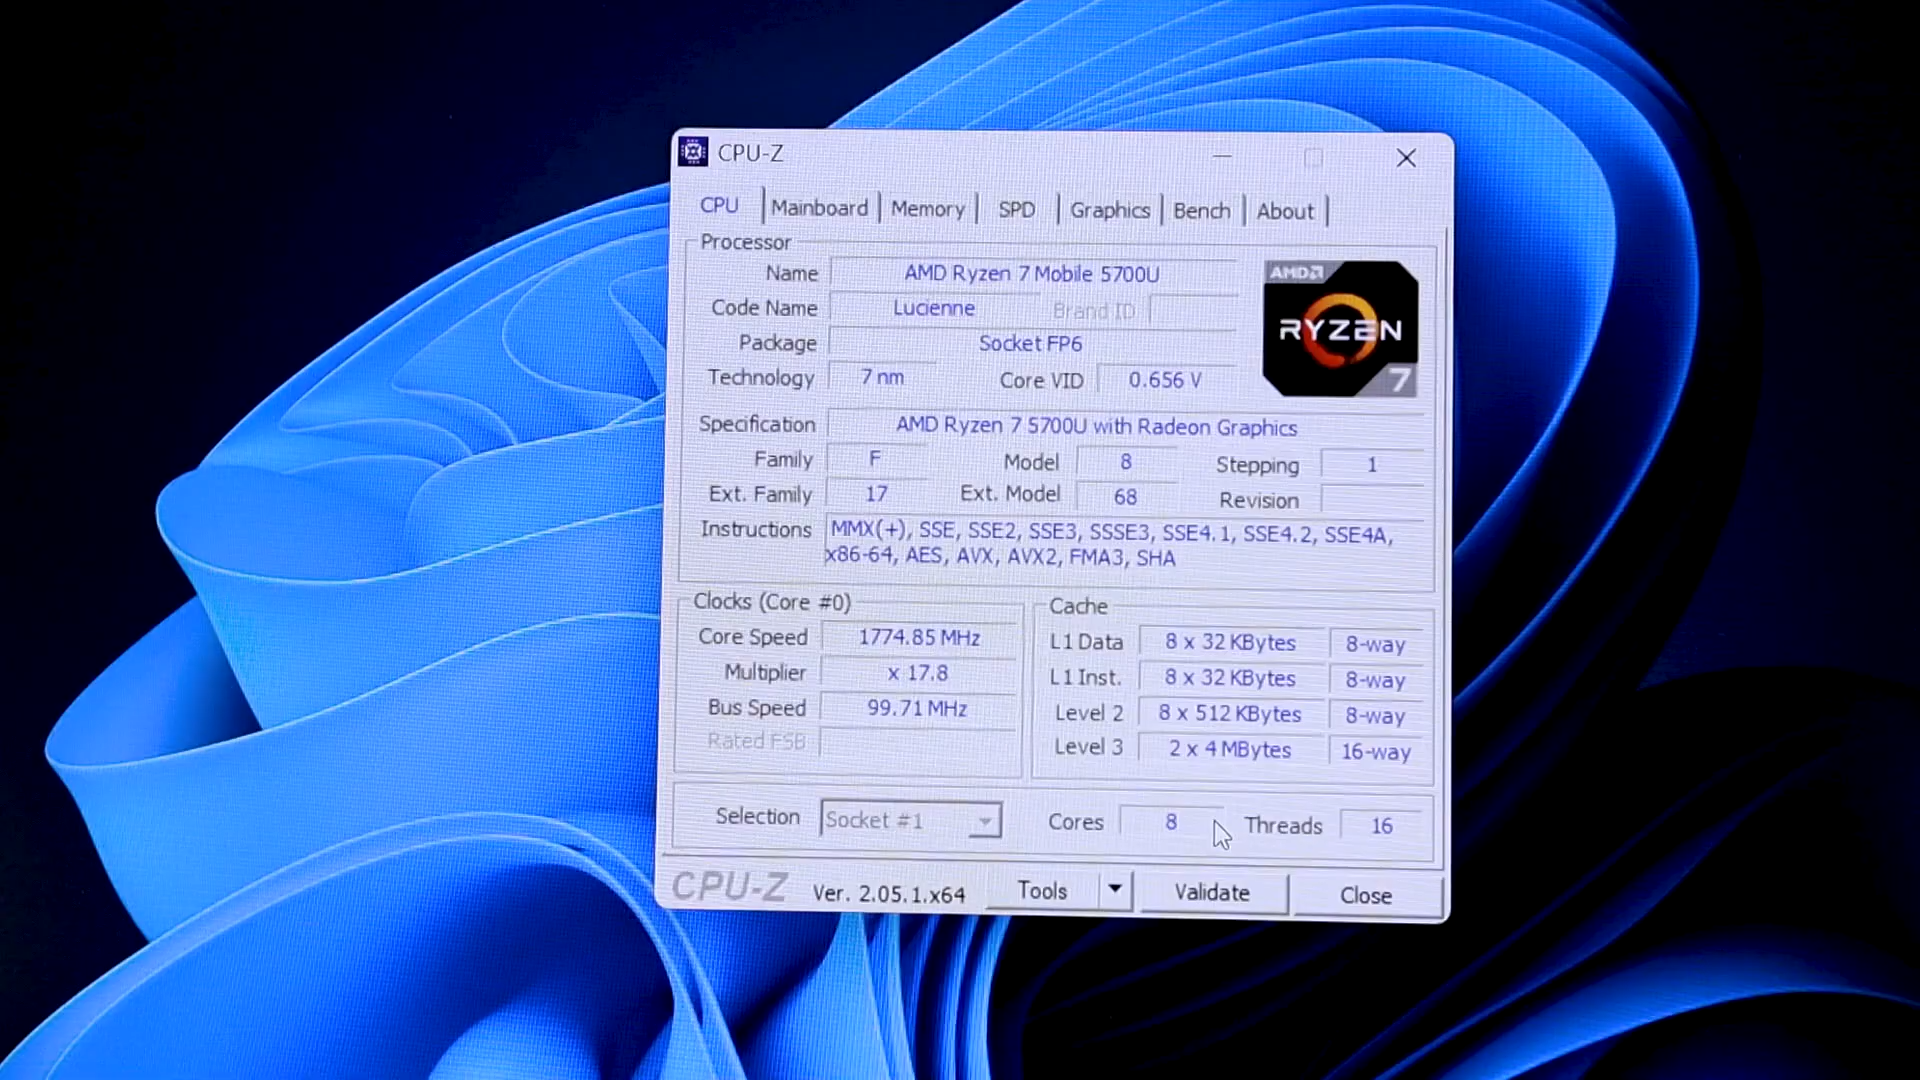 CPU-Z
CPU Mainboard Memory SPD Graphics Bench About
Processor
Name AMD Ryzen 7 Mobile 5700U
Code Name Lucienne Brand ID
Package Socket FP6
Technology 7 nm Core VID 0.656 V
AMD
RYZEN
7
Specification AMD Ryzen 7 5700U with Radeon Graphics
Family F Model 8 Stepping 1
Ext. Family 17 Ext. Model 68 Revision
Instructions MMX(+), SSE, SSE2, SSE3, SSSE3, SSE4.1, SSE4.2, SSE4A,
x86-64, AES, AVX, AVX2, FMA3, SHA
Clocks (Core #0)
Core Speed 1774.85 MHz
Multiplier x 17.8
Bus Speed 99.71 MHz
Rated FSB
Cache
L1 Data 8 x 32 KBytes 8-way
L1 Inst. 8 x 32 KBytes 8-way
Level 2 8 x 512 KBytes 8-way
Level 3 2 x 4 MBytes 16-way
Selection Socket #1 Cores 8 Threads 16
CPU-Z Ver. 2.05.1.x64 Tools Validate Close